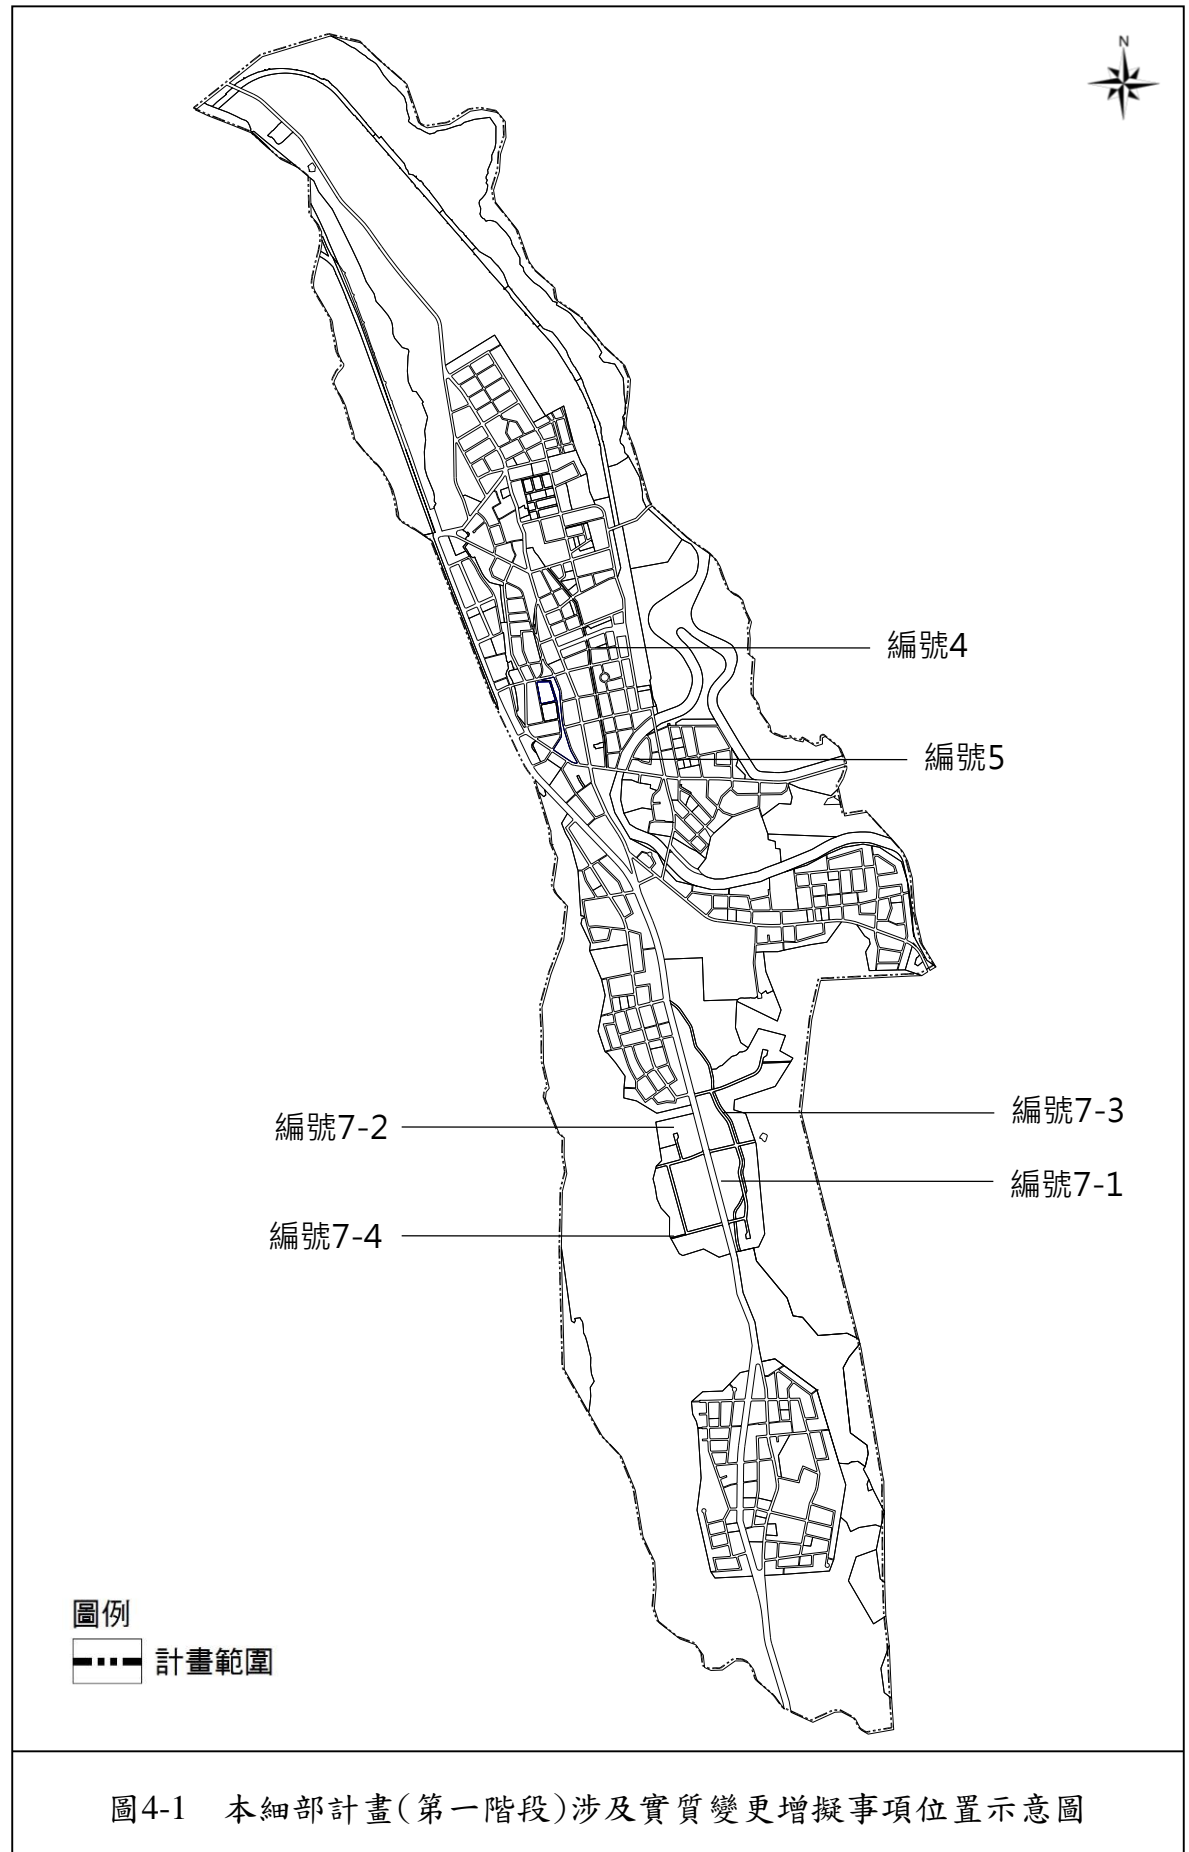 N
編號4
編號5
編號7-3
編號7-2
編號7-1
編號7-4
圖例
計畫範圍
圖4-1 本細部計畫(第一階段)涉及實質變更增擬事項位置示意圖